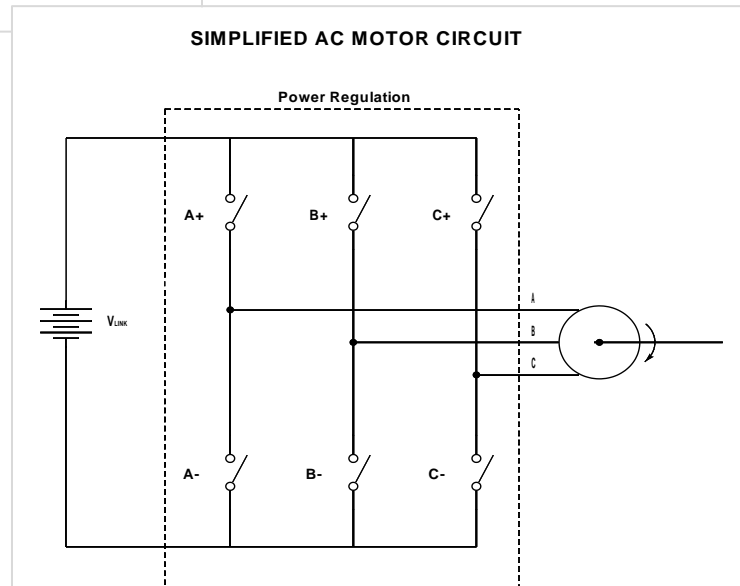 SIMPLIFIED AC MOTOR CIRCUIT
Power Regulation
A+ B+ C+
A
VLINK
B
C
A- B- C-